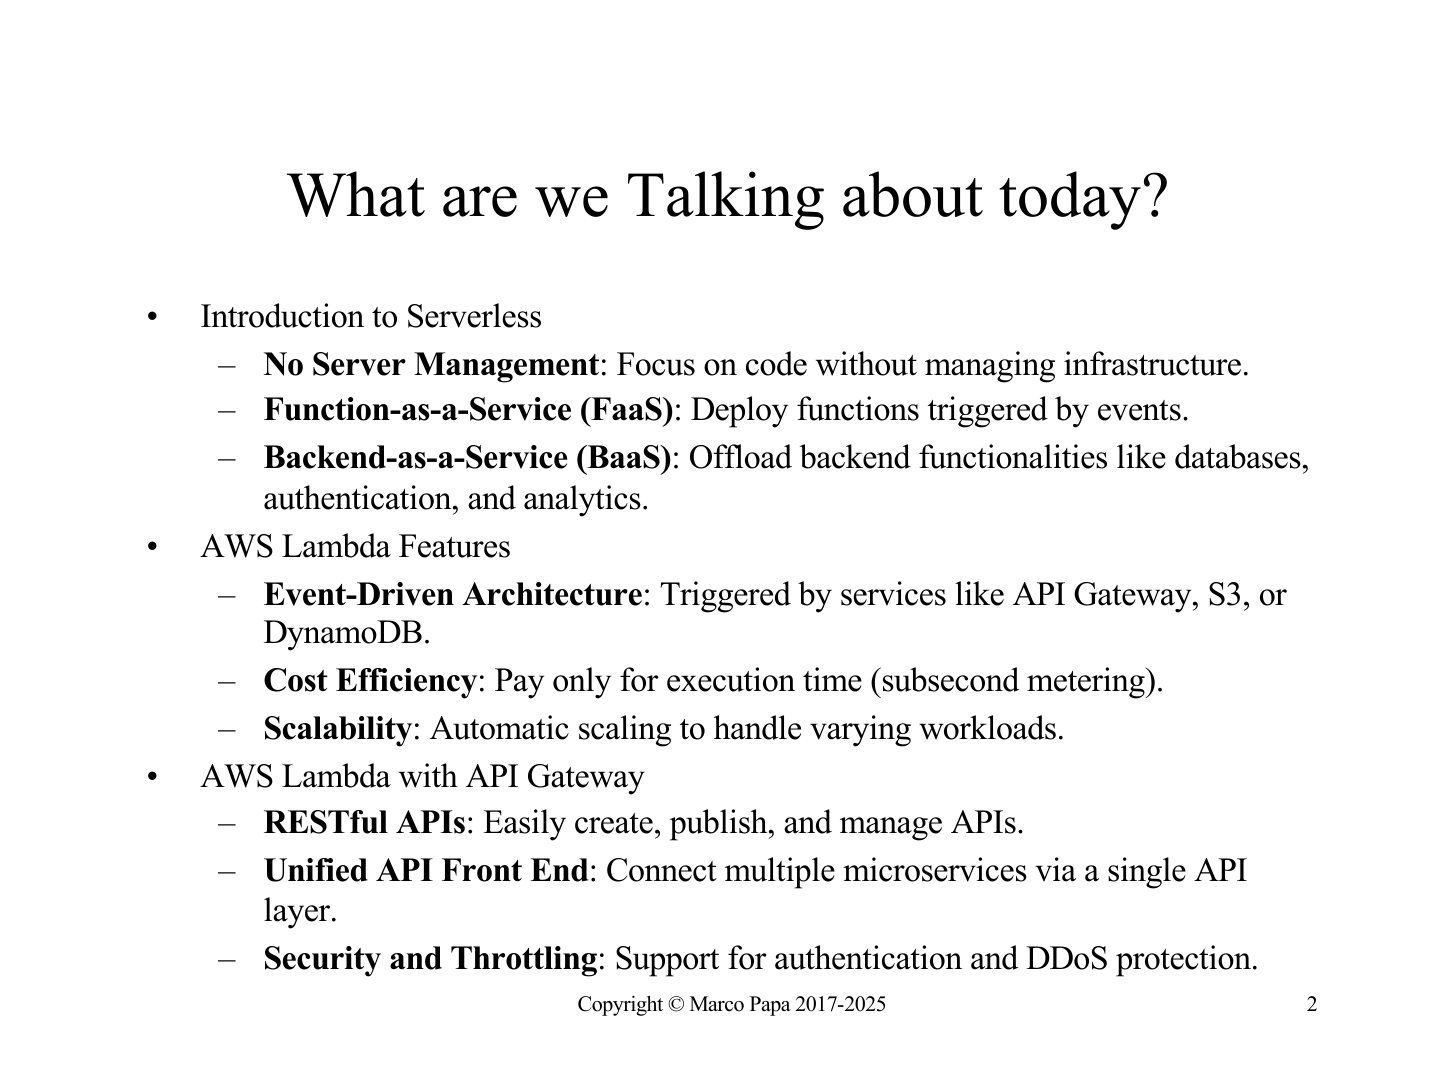 What are we Talking about today?
• Introduction to Serverless
– No Server Management: Focus on code without managing infrastructure.
– Function-as-a-Service (FaaS): Deploy functions triggered by events.
– Backend-as-a-Service (BaaS): Offload backend functionalities like databases,
authentication, and analytics.
• AWS Lambda Features
– Event-Driven Architecture: Triggered by services like API Gateway, S3, or
DynamoDB.
– Cost Efficiency: Pay only for execution time (subsecond metering).
– Scalability: Automatic scaling to handle varying workloads.
• AWS Lambda with API Gateway
– RESTful APIs: Easily create, publish, and manage APIs.
– Unified API Front End: Connect multiple microservices via a single API
layer.
– Security and Throttling: Support for authentication and DDoS protection.
Copyright © Marco Papa 2017-2025 2